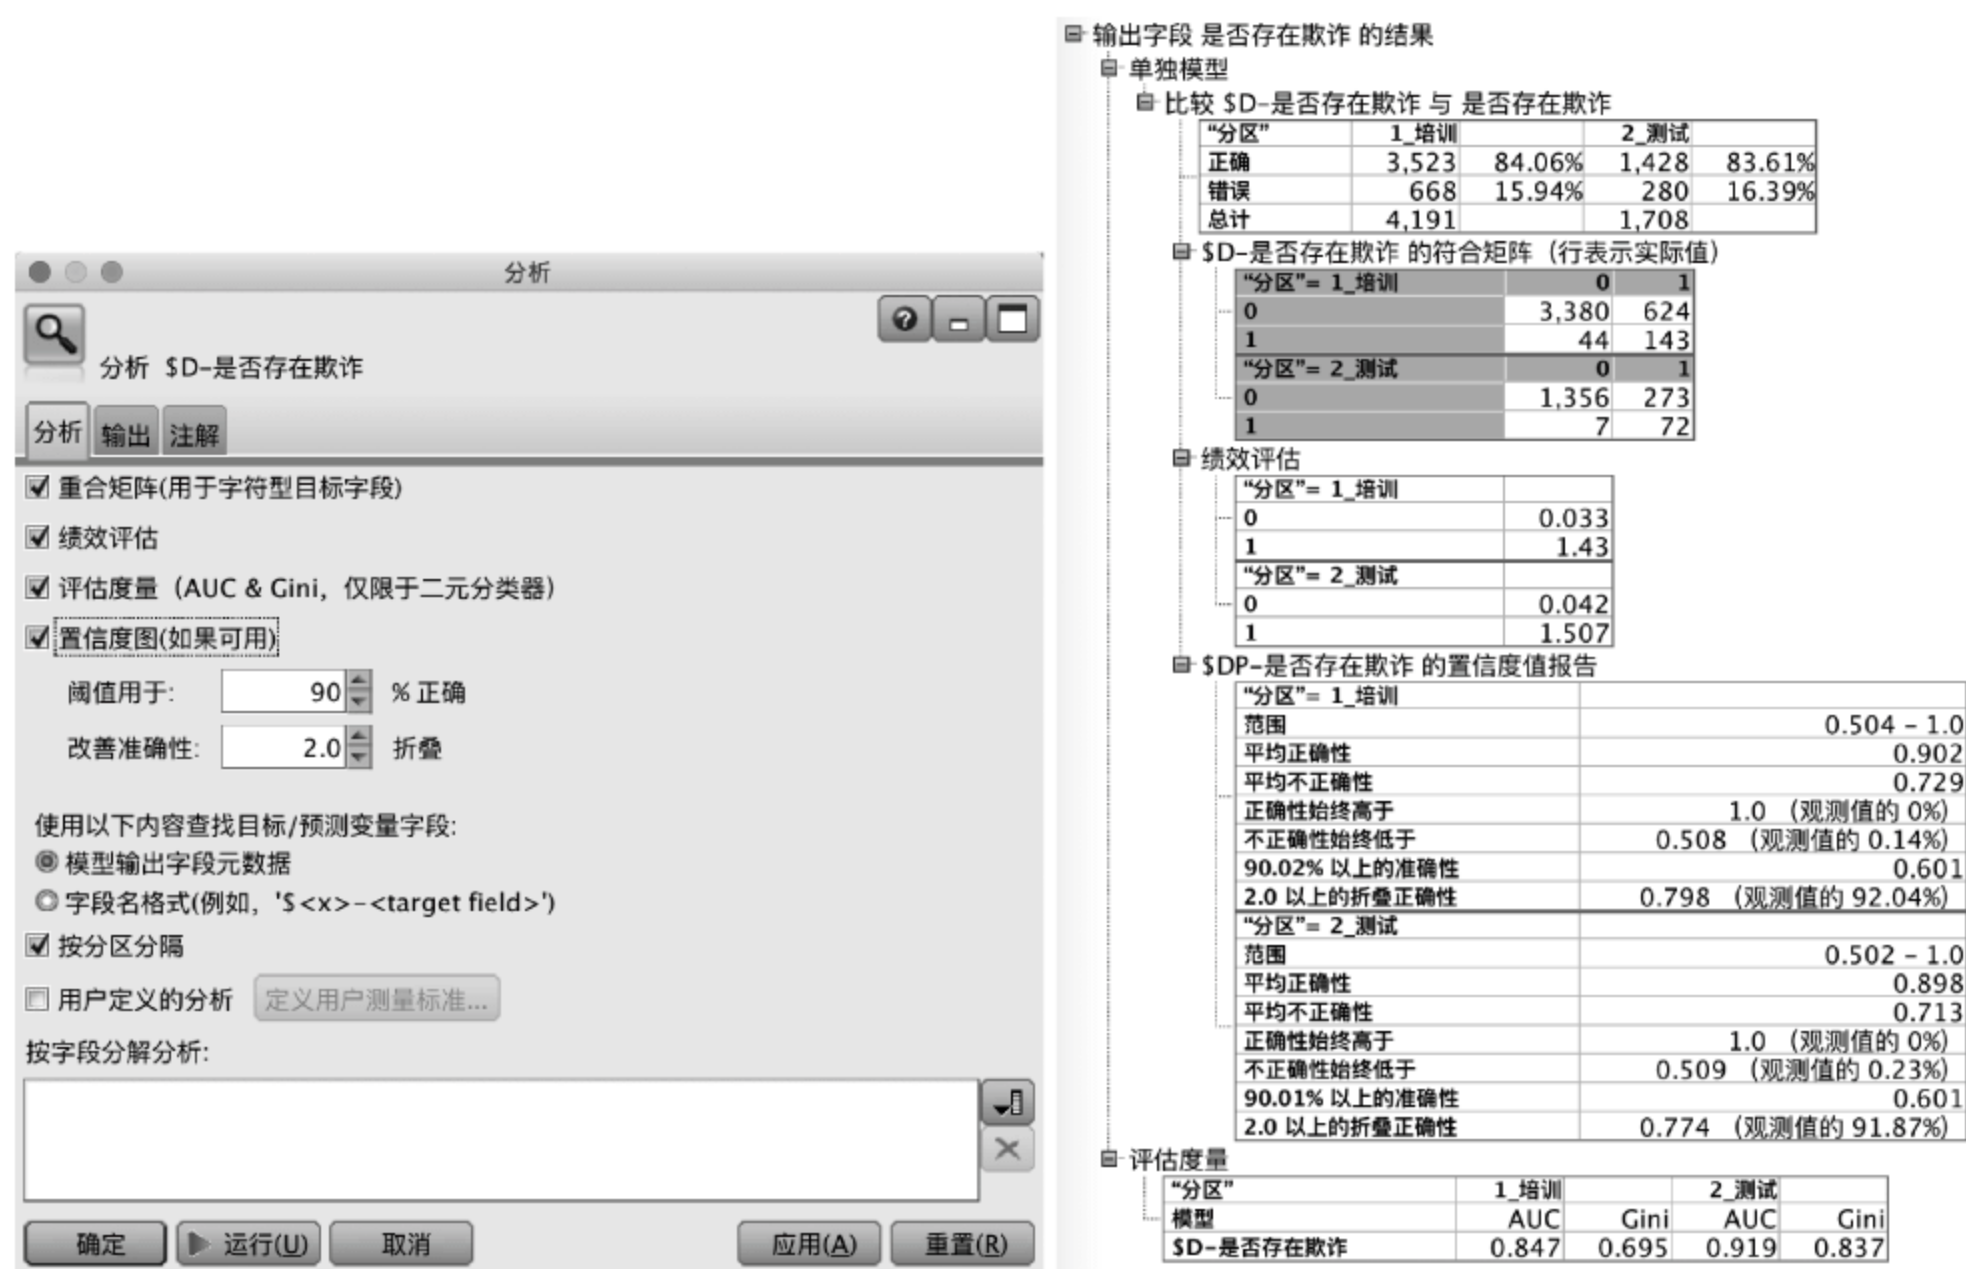 分析
分析 $D-是否存在欺诈
分析 输出 注解
重合矩阵(用于字符型目标字段)
绩效评估
评估度量（AUC & Gini，仅限于二元分类器）
置信度图(如果可用)
阈值用于: 90 % 正确
改善准确性: 2.0 折叠
使用以下内容查找目标/预测变量字段:
模型输出字段元数据
字段名格式(例如，'$<x>-<target field>')
按分区分隔
用户定义的分析 定义用户测量标准...
按字段分解分析:
确定 运行(U) 取消 应用(A) 重置(R)
输出字段 是否存在欺诈 的结果
单独模型
比较 $D-是否存在欺诈 与 是否存在欺诈
“分区” 1_培训 2_测试
正确 3,523 84.06% 1,428 83.61%
错误 668 15.94% 280 16.39%
总计 4,191 1,708
$D-是否存在欺诈 的符合矩阵（行表示实际值）
“分区”= 1_培训 0 1
0 3,380 624
1 44 143
“分区”= 2_测试 0 1
0 1,356 273
1 7 72
绩效评估
“分区”= 1_培训
0 0.033
1 1.43
“分区”= 2_测试
0 0.042
1 1.507
$DP-是否存在欺诈 的置信度值报告
“分区”= 1_培训
范围 0.504 - 1.0
平均正确性 0.902
平均不正确性 0.729
正确性始终高于 1.0 （观测值的 0%）
不正确性始终低于 0.508 （观测值的 0.14%）
90.02% 以上的准确性 0.601
2.0 以上的折叠正确性 0.798 （观测值的 92.04%）
“分区”= 2_测试
范围 0.502 - 1.0
平均正确性 0.898
平均不正确性 0.713
正确性始终高于 1.0 （观测值的 0%）
不正确性始终低于 0.509 （观测值的 0.23%）
90.01% 以上的准确性 0.601
2.0 以上的折叠正确性 0.774 （观测值的 91.87%）
评估度量
“分区” 1_培训 2_测试
模型 AUC Gini AUC Gini
$D-是否存在欺诈 0.847 0.695 0.919 0.837